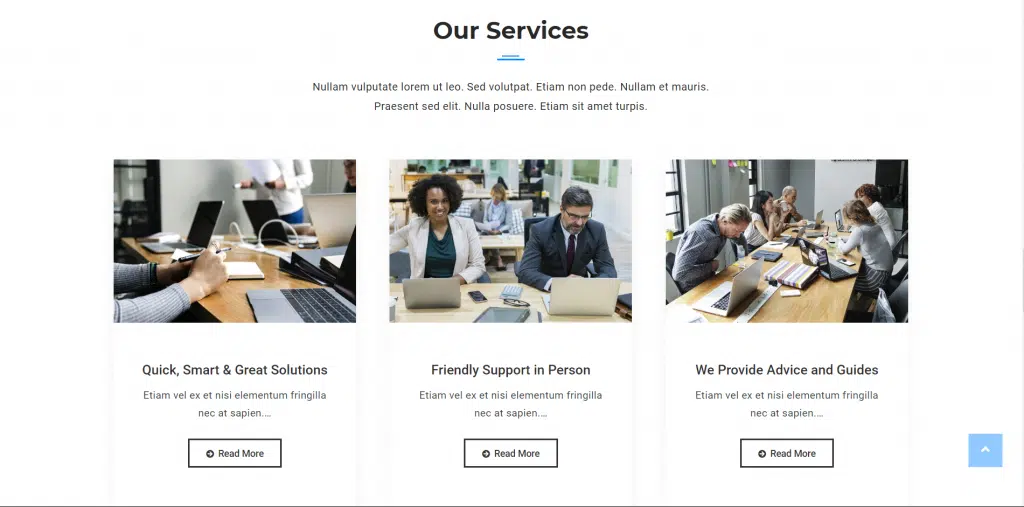 Our Services
Nullam vulputate lorem ut leo. Sed volutpat. Etiam non pede. Nullam et mauris.
Praesent sed elit. Nulla posuere. Etiam sit amet turpis.
Quick, Smart & Great Solutions
Etiam vel ex et nisi elementum fringilla
nec at sapien....
Read More
Friendly Support in Person
Etiam vel ex et nisi elementum fringilla
nec at sapien....
Read More
We Provide Advice and Guides
Etiam vel ex et nisi elementum fringilla
nec at sapien....
Read More